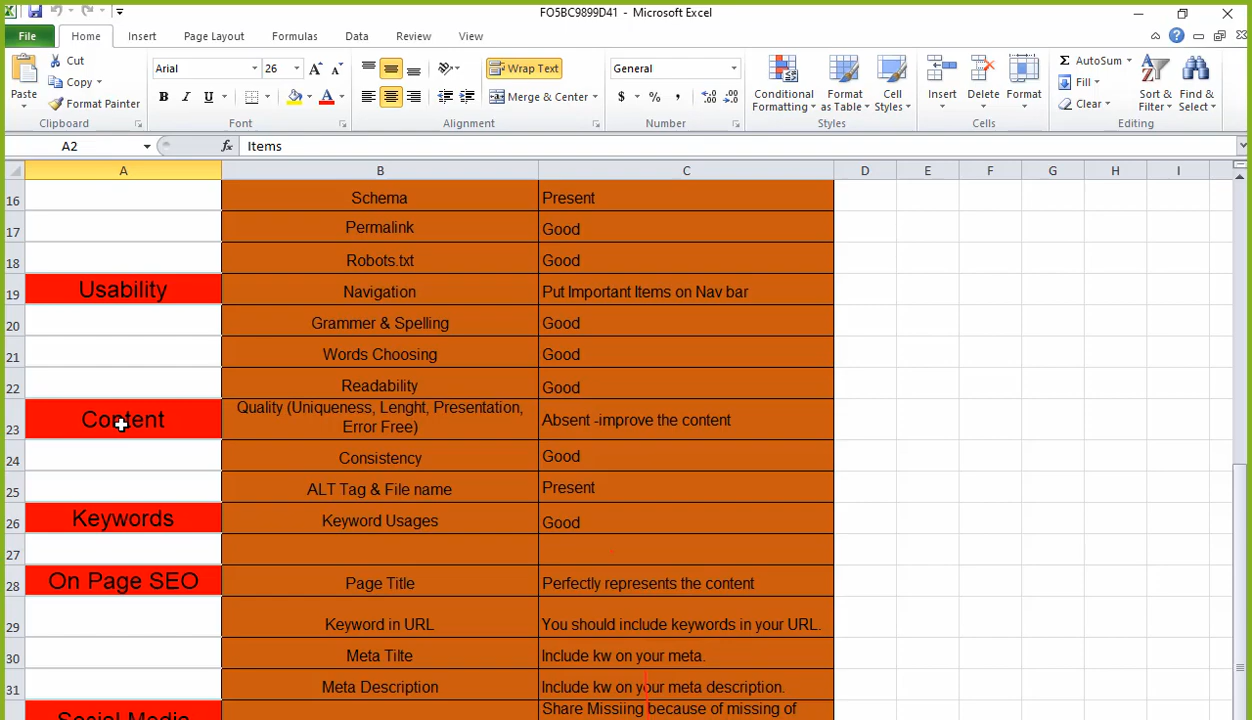 FO5BC9899D41 - Microsoft Excel
File Home Insert Page Layout Formulas Data Review View
Cut
Copy
Format Painter
Paste
Clipboard
Arial 26
B I U
Font
Wrap Text
Merge & Center
Alignment
General
$ % ,
Number
Conditional Formatting
Format as Table
Cell Styles
Styles
Insert Delete Format
Cells
AutoSum
Fill
Clear
Sort & Filter
Find & Select
Editing
A2 fx Items
A B C D E F G H I
16 Schema Present
17 Permalink Good
18 Robots.txt Good
19 Usability Navigation Put Important Items on Nav bar
20 Grammer & Spelling Good
21 Words Choosing Good
22 Readability Good
23 Content Quality (Uniqueness, Lenght, Presentation, Error Free) Absent -improve the content
24 Consistency Good
25 ALT Tag & File name Present
26 Keywords Keyword Usages Good
27
28 On Page SEO Page Title Perfectly represents the content
29 Keyword in URL You should include keywords in your URL.
30 Meta Tilte Include kw on your meta.
31 Meta Description Include kw on your meta description.
Social Media Share Missiing because of missing of